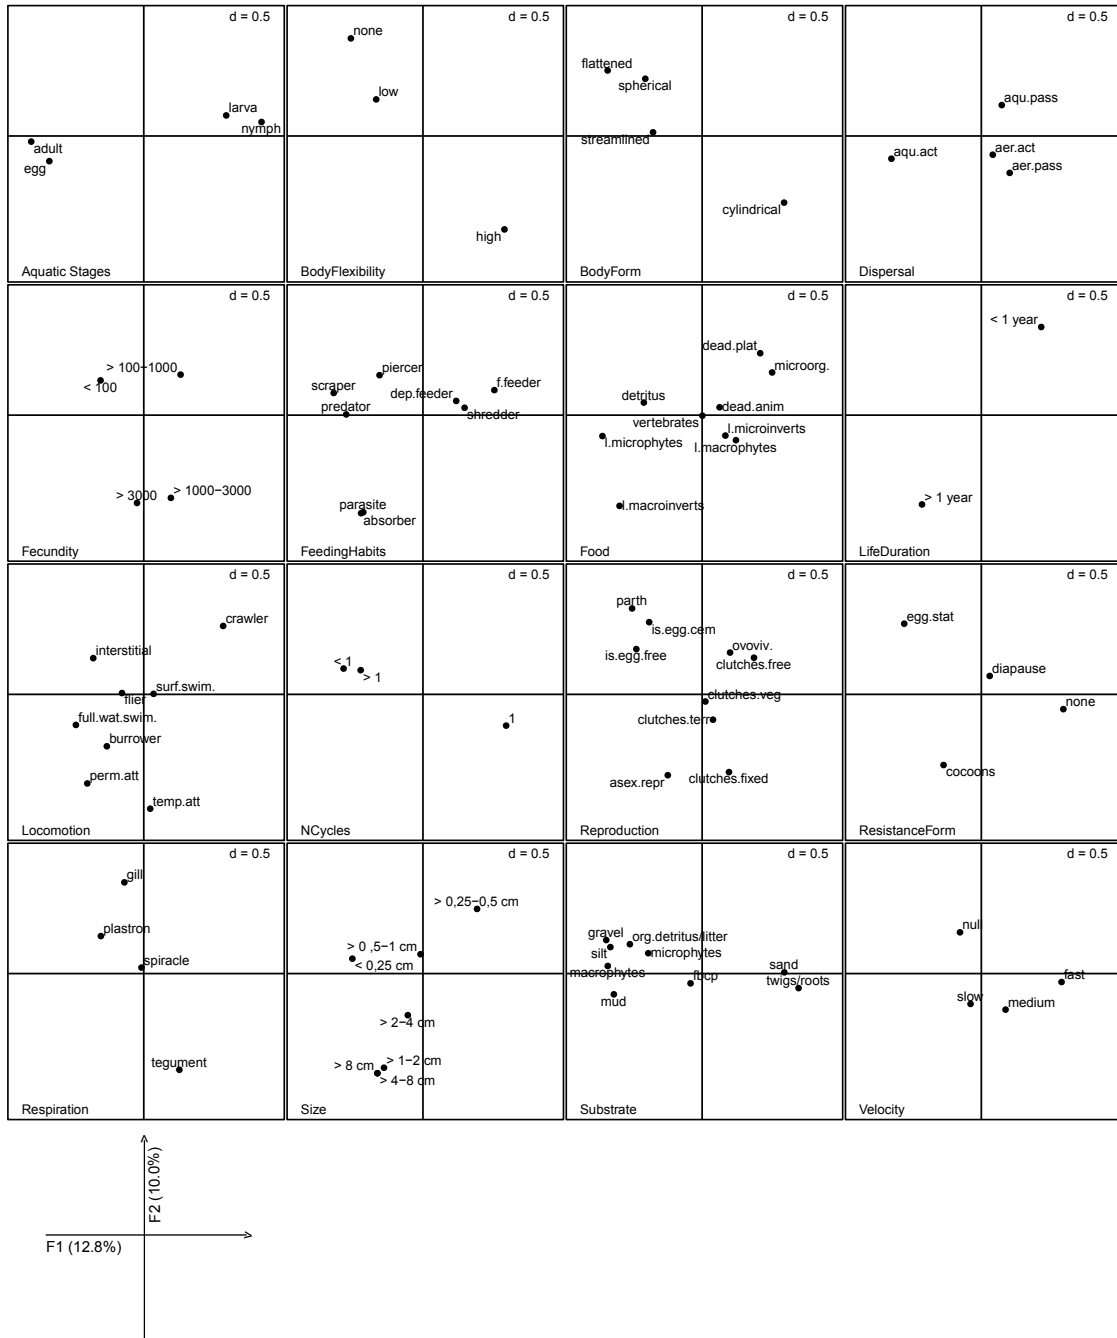 d = 0.5
larva
nymph
adult
egg
Aquatic Stages
d = 0.5
none
low
high
BodyFlexibility
d = 0.5
flattened
spherical
streamlined
cylindrical
BodyForm
d = 0.5
aqu.pass
aqu.act
aer.act
aer.pass
Dispersal
d = 0.5
> 100−1000
< 100
> 3000
> 1000−3000
Fecundity
d = 0.5
piercer
scraper
f.feeder
dep.feeder
predator
shredder
parasite
absorber
FeedingHabits
d = 0.5
dead.plat
microorg.
detritus
dead.anim
vertebrates
l.microinverts
l.microphytes
l.macrophytes
l.macroinverts
Food
d = 0.5
< 1 year
> 1 year
LifeDuration
d = 0.5
crawler
interstitial
surf.swim.
flier
full.wat.swim.
burrower
perm.att
temp.att
Locomotion
d = 0.5
< 1
> 1
1
NCycles
d = 0.5
parth
is.egg.cem
is.egg.free
ovoviv.
clutches.free
clutches.veg
clutches.terr
asex.repr
clutches.fixed
Reproduction
d = 0.5
egg.stat
diapause
none
cocoons
ResistanceForm
d = 0.5
gill
plastron
spiracle
tegument
Respiration
d = 0.5
> 0,25−0,5 cm
> 0 ,5−1 cm
< 0,25 cm
> 2−4 cm
> 1−2 cm
> 8 cm
> 4−8 cm
Size
d = 0.5
gravel
org.detritus/litter
silt
microphytes
macrophytes
sand
fbcp
twigs/roots
mud
Substrate
d = 0.5
null
fast
slow
medium
Velocity
F2 (10.0%)
F1 (12.8%)